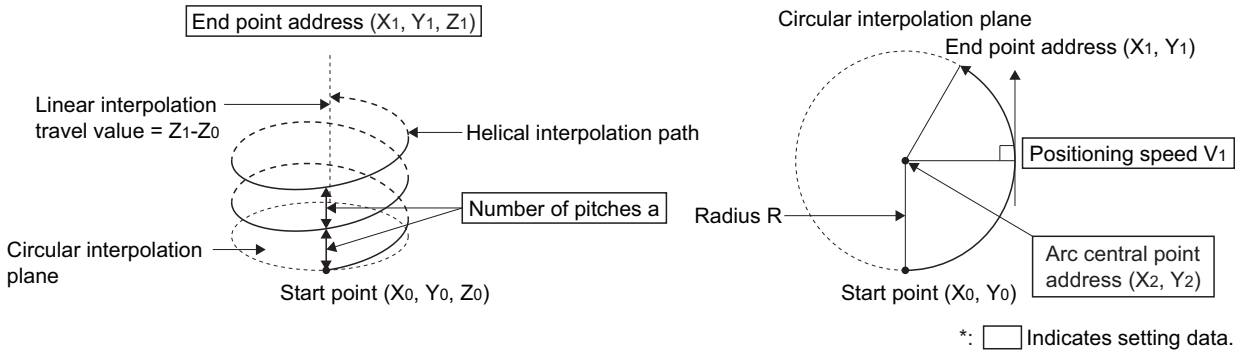 End point address (X1, Y1, Z1)
Linear interpolation
travel value = Z1-Z0
Helical interpolation path
Number of pitches a
Circular interpolation
plane
Start point (X0, Y0, Z0)
Circular interpolation plane
End point address (X1, Y1)
Positioning speed V1
Radius R
Arc central point
address (X2, Y2)
Start point (X0, Y0)
*: Indicates setting data.